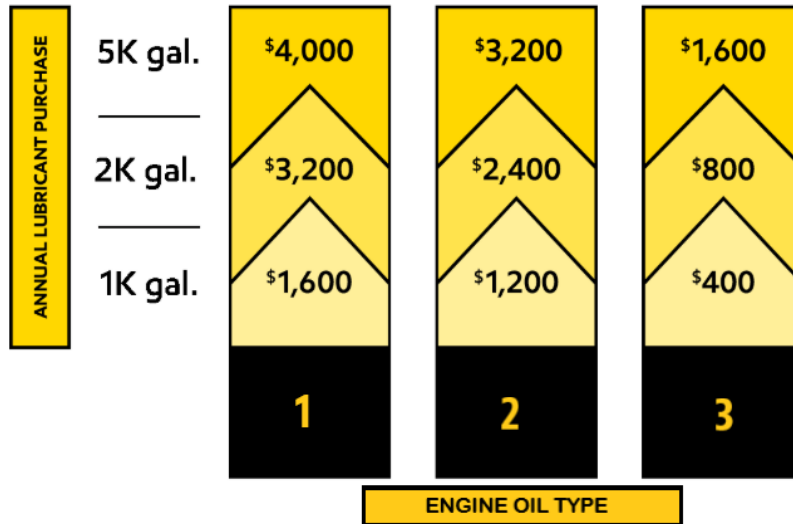 ANNUAL LUBRICANT PURCHASE
5K gal. $4,000 $3,200 $1,600
2K gal. $3,200 $2,400 $800
1K gal. $1,600 $1,200 $400
1 2 3
ENGINE OIL TYPE